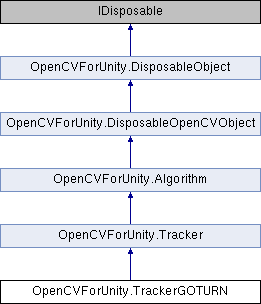 IDisposable
OpenCVForUnity.DisposableObject
OpenCVForUnity.DisposableOpenCVObject
OpenCVForUnity.Algorithm
OpenCVForUnity.Tracker
OpenCVForUnity.TrackerGOTURN